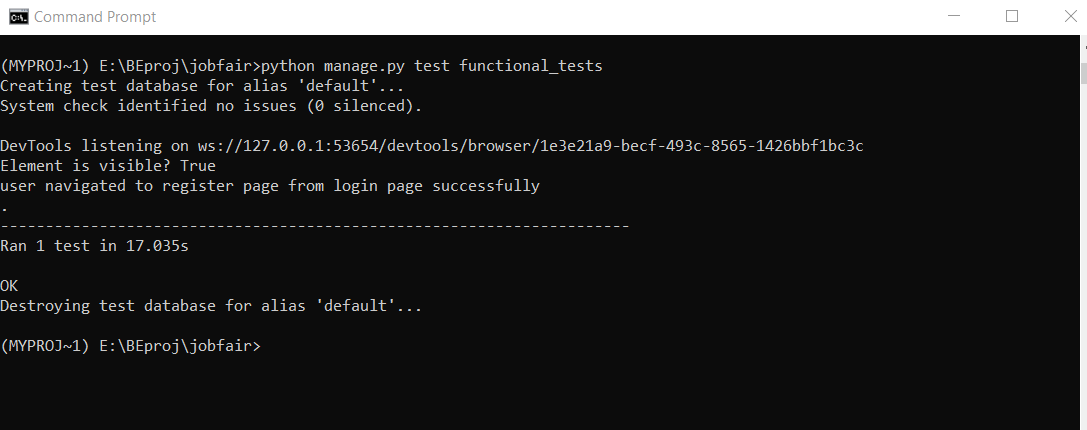 Command Prompt
(MYPROJ~1) E:\BEproj\jobfair>python manage.py test functional_tests
Creating test database for alias 'default'...
System check identified no issues (0 silenced).
DevTools listening on ws://127.0.0.1:53654/devtools/browser/1e3e21a9-becf-493c-8565-1426bbf1bc3c
Element is visible? True
user navigated to register page from login page successfully
.
----------------------------------------------------------------------
Ran 1 test in 17.035s
OK
Destroying test database for alias 'default'...
(MYPROJ~1) E:\BEproj\jobfair>